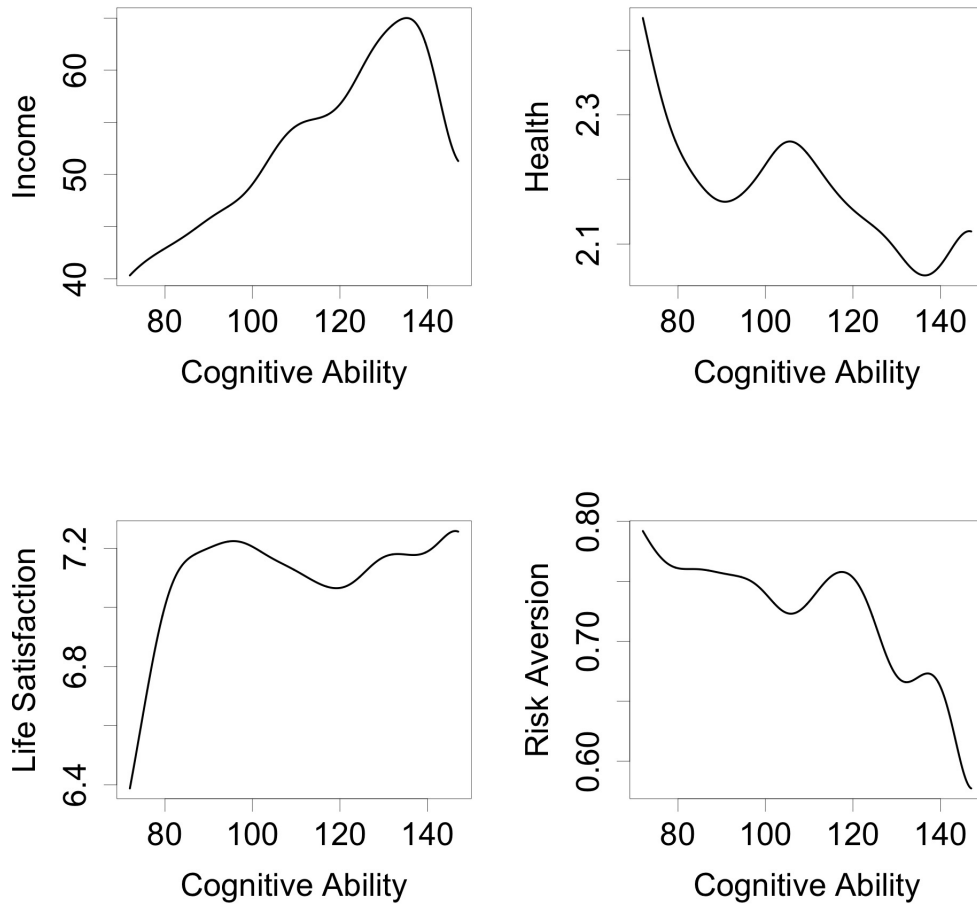 Income
60
50
40
80 100 120 140
Cognitive Ability
Health
2.3
2.1
80 100 120 140
Cognitive Ability
Life Satisfaction
7.2
6.8
6.4
80 100 120 140
Cognitive Ability
Risk Aversion
0.80
0.70
0.60
80 100 120 140
Cognitive Ability